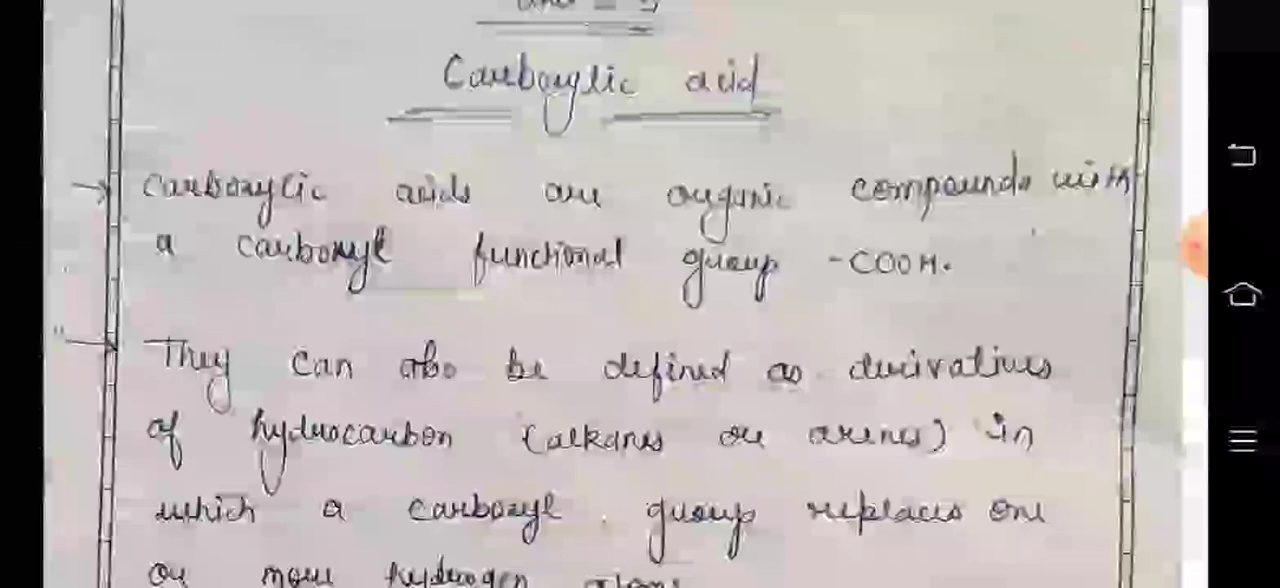 Carboxylic acid
→ Carboxylic acids are organic compounds with
a carboxyl functional group -COOH.
→ They can also be defined as derivatives
of hydrocarbon (alkanes or arenes) in
which a carboxyl group replaces one
or more hydrogen atoms